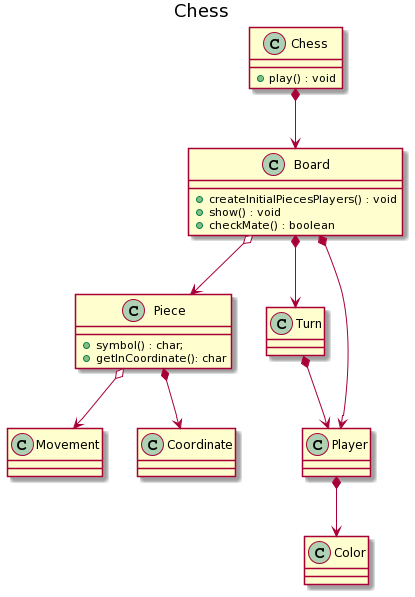 Chess
C Chess
play() : void
C Board
createInitialPiecesPlayers() : void
show() : void
checkMate() : boolean
C Piece
symbol() : char;
getInCoordinate(): char
C Turn
C Movement
C Coordinate
C Player
C Color